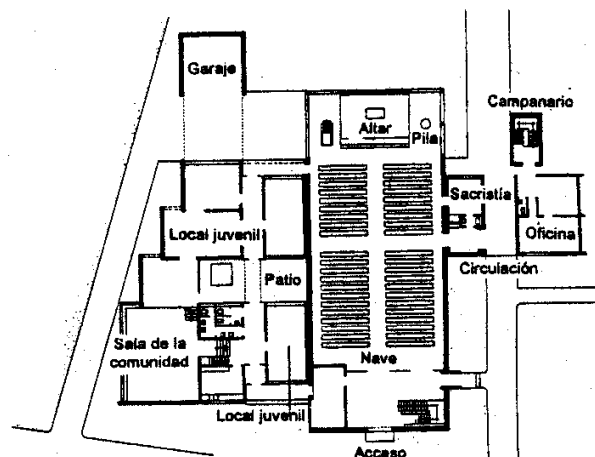 Garaje
Campanario
Altar
Pila
Sacristía
Local juvenil
Oficina
Patio
Circulación
Sala de la
comunidad
Nave
Local juvenil
Acceso